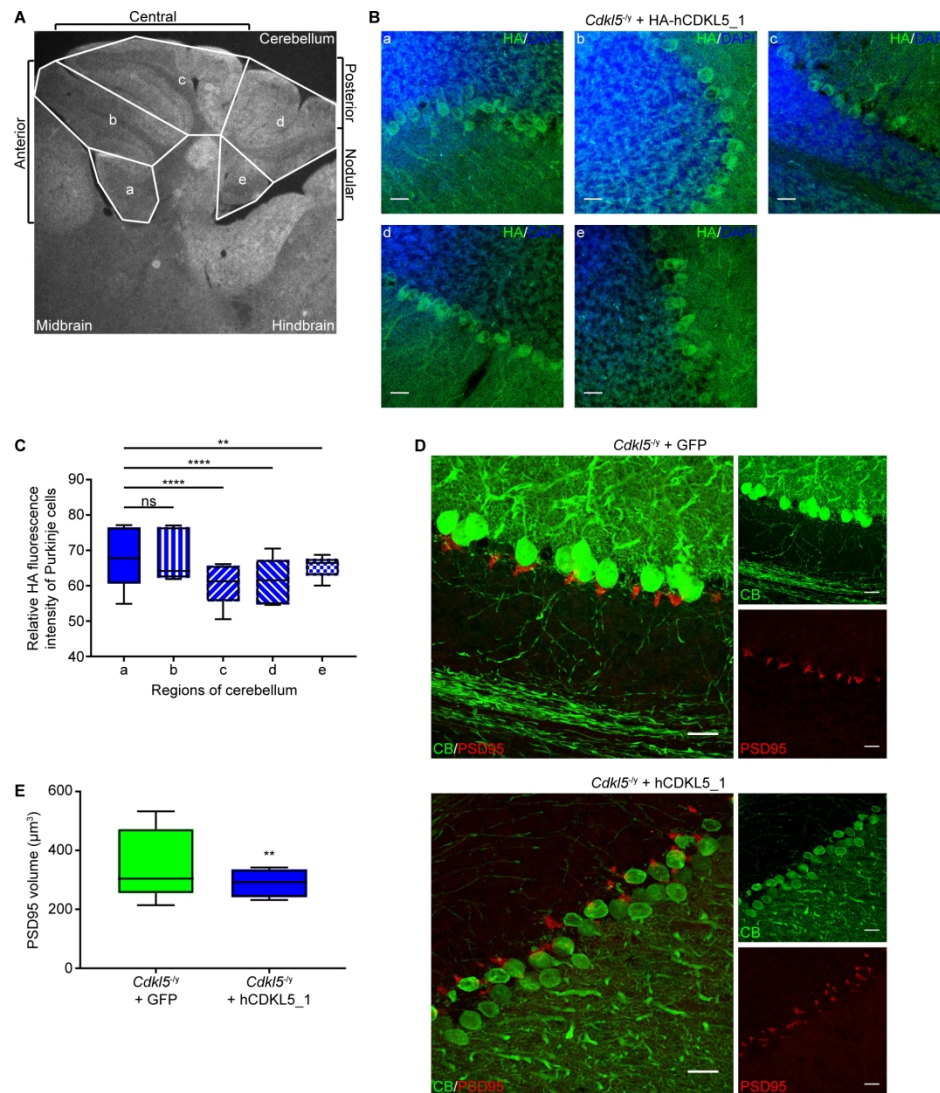 A
Central
Cerebellum
Anterior
Posterior
Nodular
a
b
c
d
e
Midbrain
Hindbrain
B
Cdkl5-/y + HA-hCDKL5_1
a
HA/DAPI
b
HA/DAPI
c
HA/DAPI
d
HA/DAPI
e
HA/DAPI
C
**
****
****
ns
Relative HA fluorescence
intensity of Purkinje cells
90
80
70
60
50
40
a b c d e
Regions of cerebellum
D
Cdkl5-/y + GFP
CB/PSD95
CB
PSD95
Cdkl5-/y + hCDKL5_1
CB/PSD95
CB
PSD95
E
PSD95 volume (µm³)
600
400
200
0
**
Cdkl5-/y
+ GFP
Cdkl5-/y
+ hCDKL5_1